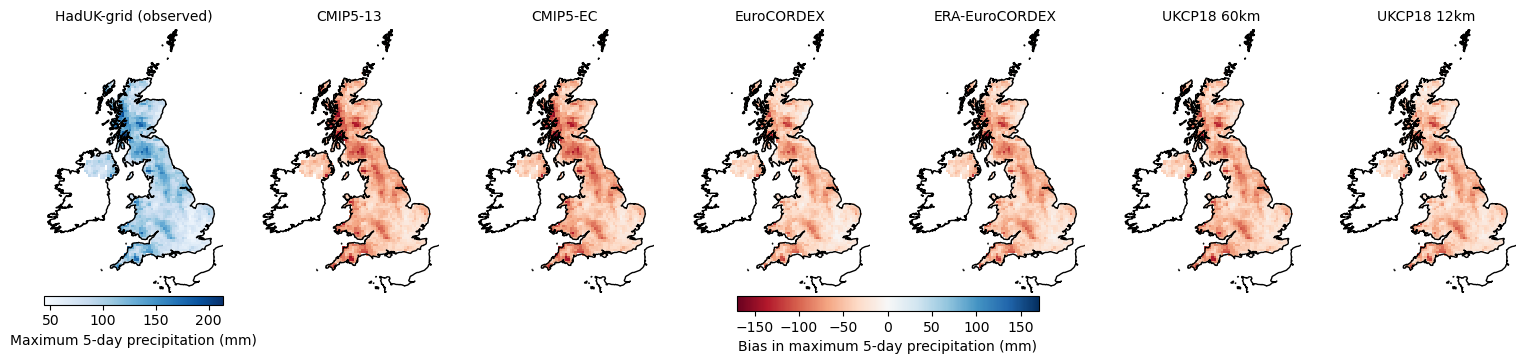 HadUK-grid (observed)
CMIP5-13
CMIP5-EC
EuroCORDEX
ERA-EuroCORDEX
UKCP18 60km
UKCP18 12km
50 100 150 200
Maximum 5-day precipitation (mm)
−150 −100 −50 0 50 100 150
Bias in maximum 5-day precipitation (mm)